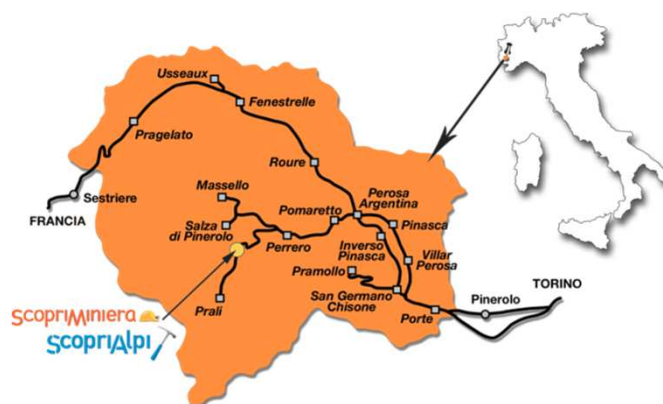 Usseaux
Fenestrelle
Pragelato
Roure
Sestriere
FRANCIA
Massello
Perosa
Argentina
Salza
di Pinerolo
Pomaretto
Pinasca
Perrero
Inverso
Pinasca
Villar
Perosa
Pramollo
Prali
San Germano
Chisone
Porte
Pinerolo
TORINO
SCOPRIMINIERA
SCOPRIALPI